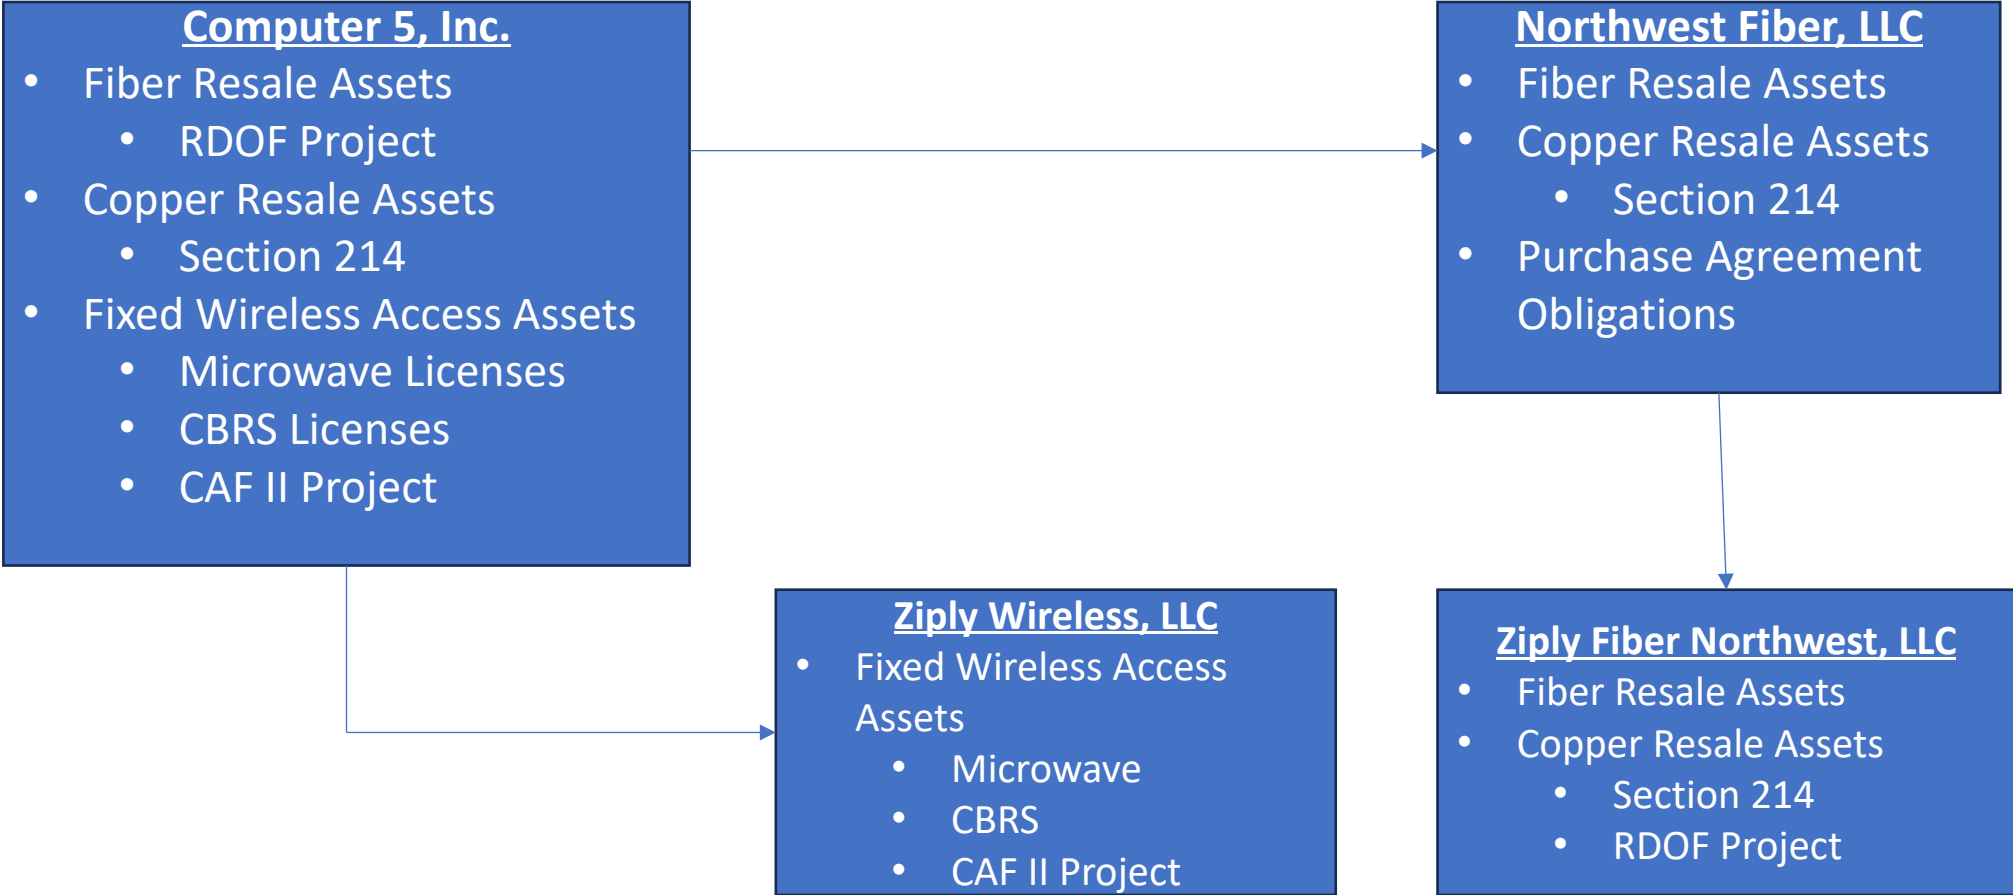 Computer 5, Inc.
• Fiber Resale Assets
• RDOF Project
• Copper Resale Assets
• Section 214
• Fixed Wireless Access Assets
• Microwave Licenses
• CBRS Licenses
• CAF II Project
Northwest Fiber, LLC
• Fiber Resale Assets
• Copper Resale Assets
• Section 214
• Purchase Agreement
Obligations
Ziply Wireless, LLC
• Fixed Wireless Access
Assets
• Microwave
• CBRS
• CAF II Project
Ziply Fiber Northwest, LLC
• Fiber Resale Assets
• Copper Resale Assets
• Section 214
• RDOF Project